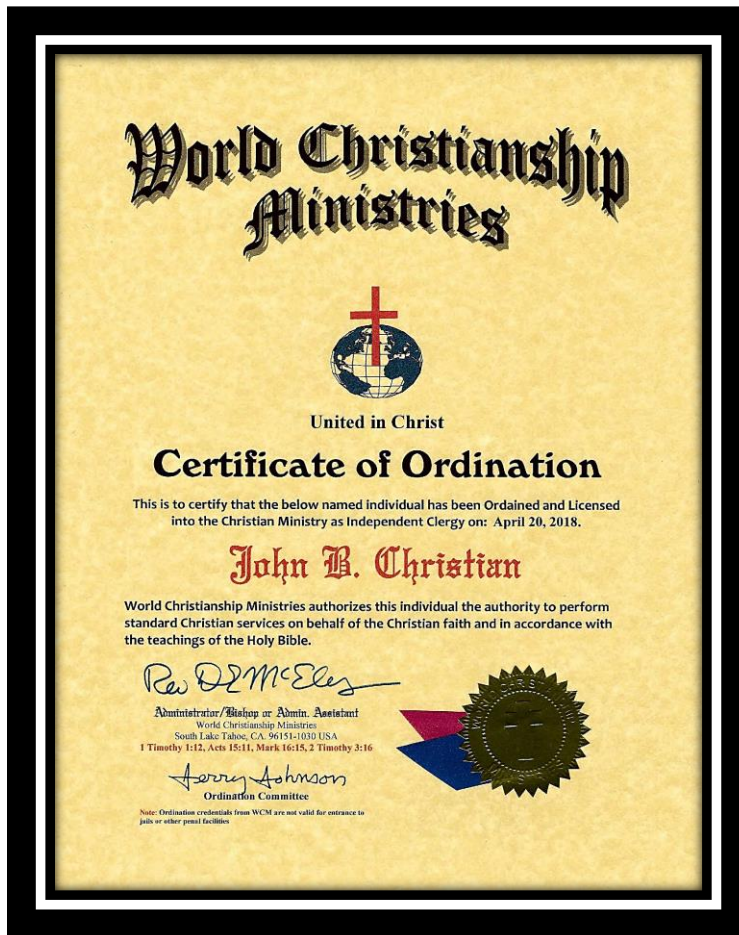 World Christianship
Ministries
United in Christ
Certificate of Ordination
This is to certify that the below named individual has been Ordained and Licensed
into the Christian Ministry as Independent Clergy on: April 20, 2018.
John B. Christian
World Christianship Ministries authorizes this individual the authority to perform
standard Christian services on behalf of the Christian faith and in accordance with
the teachings of the Holy Bible.
Rev D E McEley
Administrator/Bishop or Admin. Assistant
World Christianship Ministries
South Lake Tahoe, CA. 96151-1030 USA
1 Timothy 1:12, Acts 15:11, Mark 16:15, 2 Timothy 3:16
Jerry Johnson
Ordination Committee
Note: Ordination credentials from WCM are not valid for entrance to
jails or other penal facilities